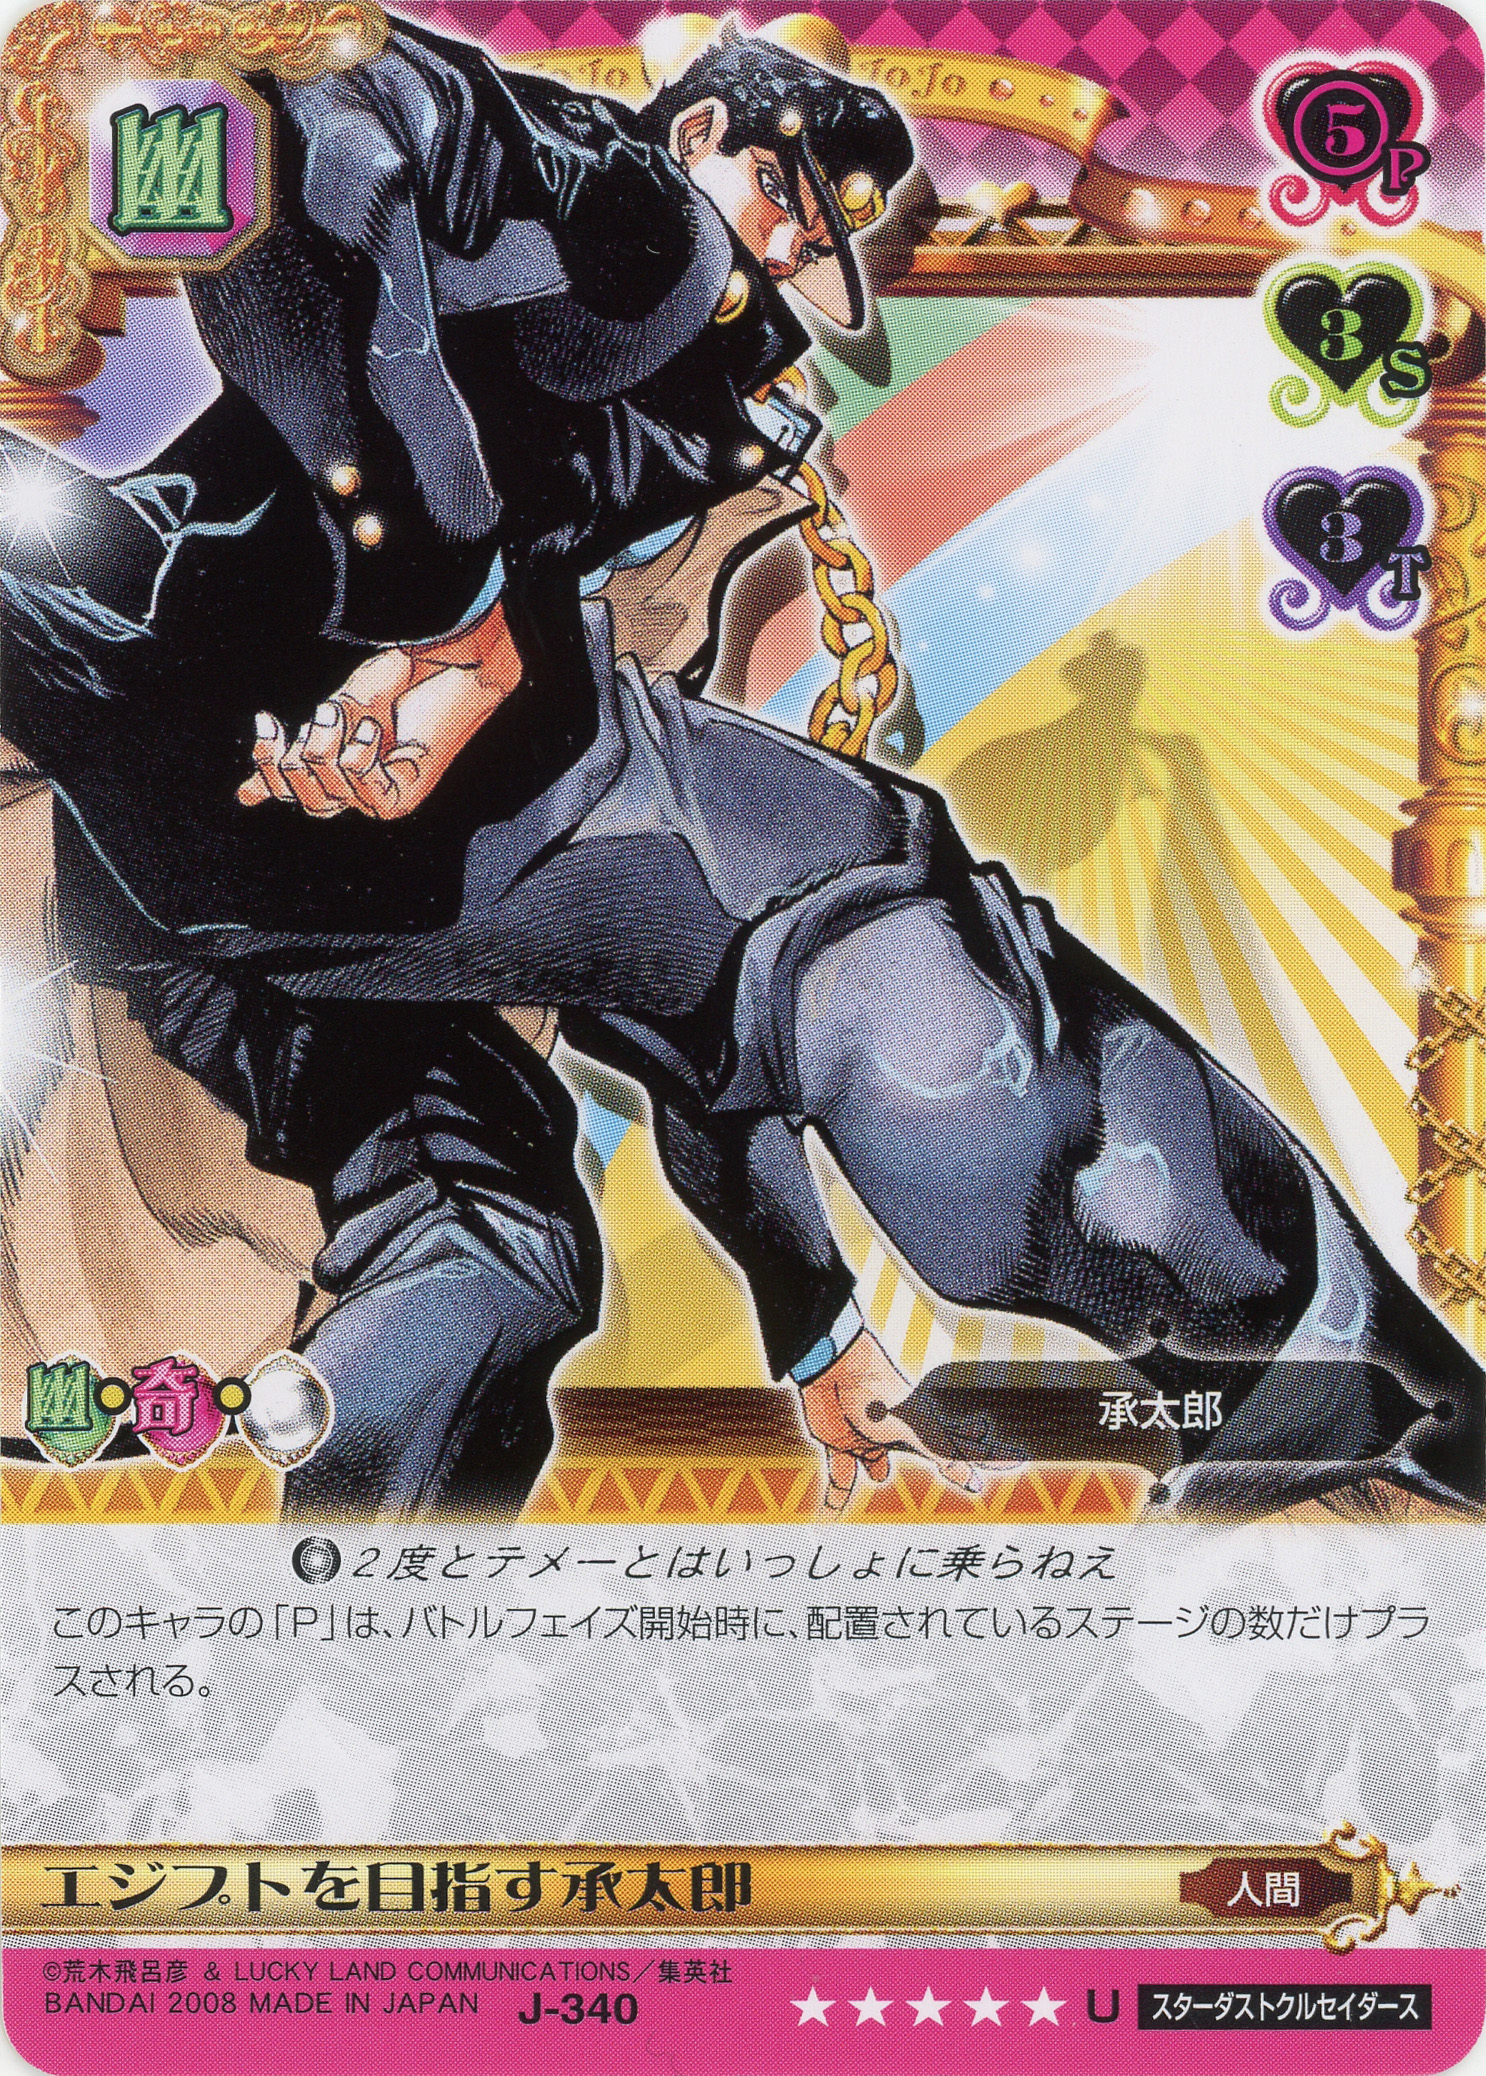 JoJo
JoJo
幽
5
P
3
S
3
T
幽
奇
承太郎
2度とテメーとはいっしょに乗らねえ
このキャラの「P」は、バトルフェイズ開始時に、配置されているステージの数だけプラ
スされる。
エジプトを目指す承太郎
人間
©荒木飛呂彦 & LUCKY LAND COMMUNICATIONS／集英社
BANDAI 2008 MADE IN JAPAN
J-340
★★★★★ U
スターダストクルセイダース